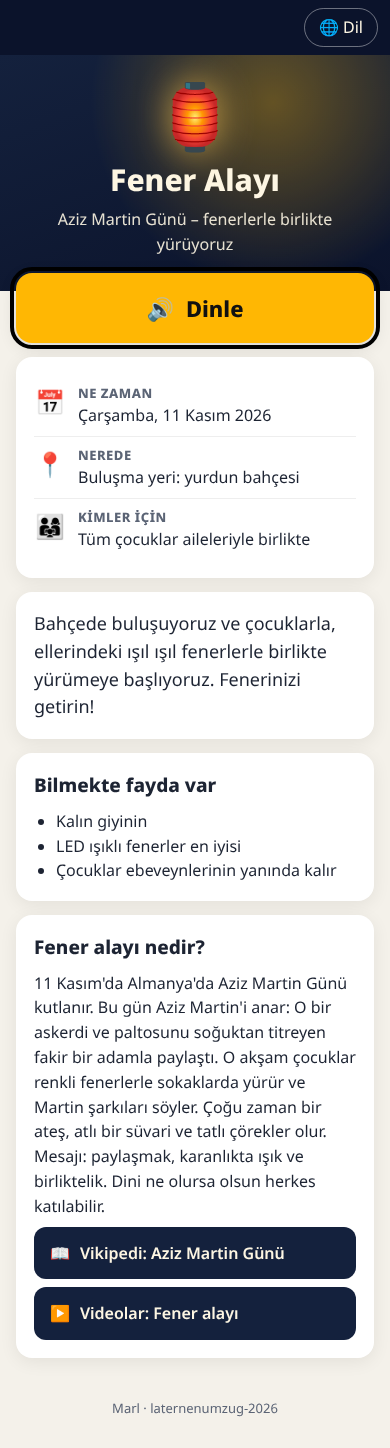 Dil
Fener Alayı
Aziz Martin Günü – fenerlerle birlikte
yürüyoruz
Dinle
NE ZAMAN
Çarşamba, 11 Kasım 2026
NEREDE
Buluşma yeri: yurdun bahçesi
KİMLER İÇİN
Tüm çocuklar aileleriyle birlikte
Bahçede buluşuyoruz ve çocuklarla,
ellerindeki ışıl ışıl fenerlerle birlikte
yürümeye başlıyoruz. Fenerinizi
getirin!
Bilmekte fayda var
• Kalın giyinin
• LED ışıklı fenerler en iyisi
• Çocuklar ebeveynlerinin yanında kalır
Fener alayı nedir?
11 Kasım'da Almanya'da Aziz Martin Günü
kutlanır. Bu gün Aziz Martin'i anar: O bir
askerdi ve paltosunu soğuktan titreyen
fakir bir adamla paylaştı. O akşam çocuklar
renkli fenerlerle sokaklarda yürür ve
Martin şarkıları söyler. Çoğu zaman bir
ateş, atlı bir süvari ve tatlı çörekler olur.
Mesajı: paylaşmak, karanlıkta ışık ve
birliktelik. Dini ne olursa olsun herkes
katılabilir.
Vikipedi: Aziz Martin Günü
Videolar: Fener alayı
Marl · laternenumzug-2026